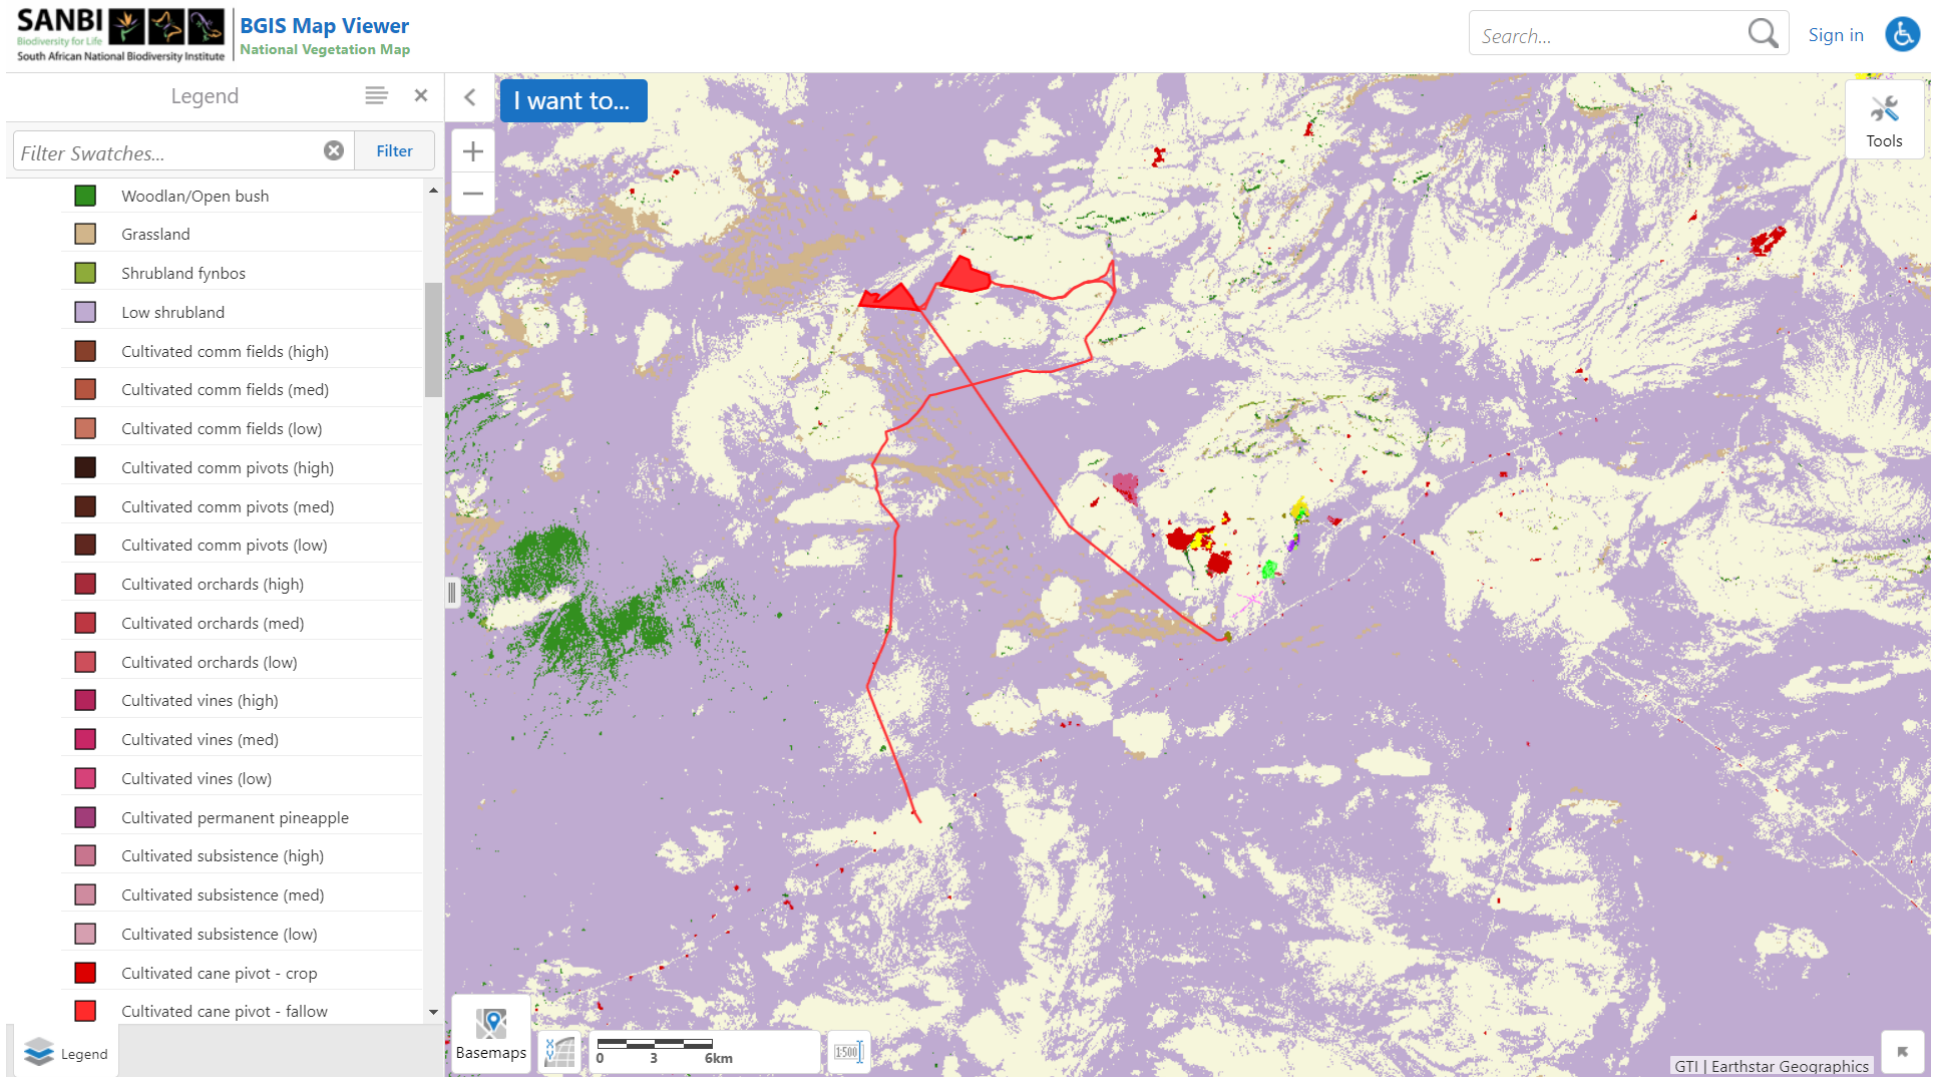 SANBI
Biodiversity for Life
South African National Biodiversity Institute
BGIS Map Viewer
National Vegetation Map
Search...
Sign in
Legend
I want to...
Filter Swatches...
Filter
Tools
Woodlan/Open bush
Grassland
Shrubland fynbos
Low shrubland
Cultivated comm fields (high)
Cultivated comm fields (med)
Cultivated comm fields (low)
Cultivated comm pivots (high)
Cultivated comm pivots (med)
Cultivated comm pivots (low)
Cultivated orchards (high)
Cultivated orchards (med)
Cultivated orchards (low)
Cultivated vines (high)
Cultivated vines (med)
Cultivated vines (low)
Cultivated permanent pineapple
Cultivated subsistence (high)
Cultivated subsistence (med)
Cultivated subsistence (low)
Cultivated cane pivot - crop
Cultivated cane pivot - fallow
Legend
Basemaps
X
Y
0 3 6km
1:500
GTI | Earthstar Geographics